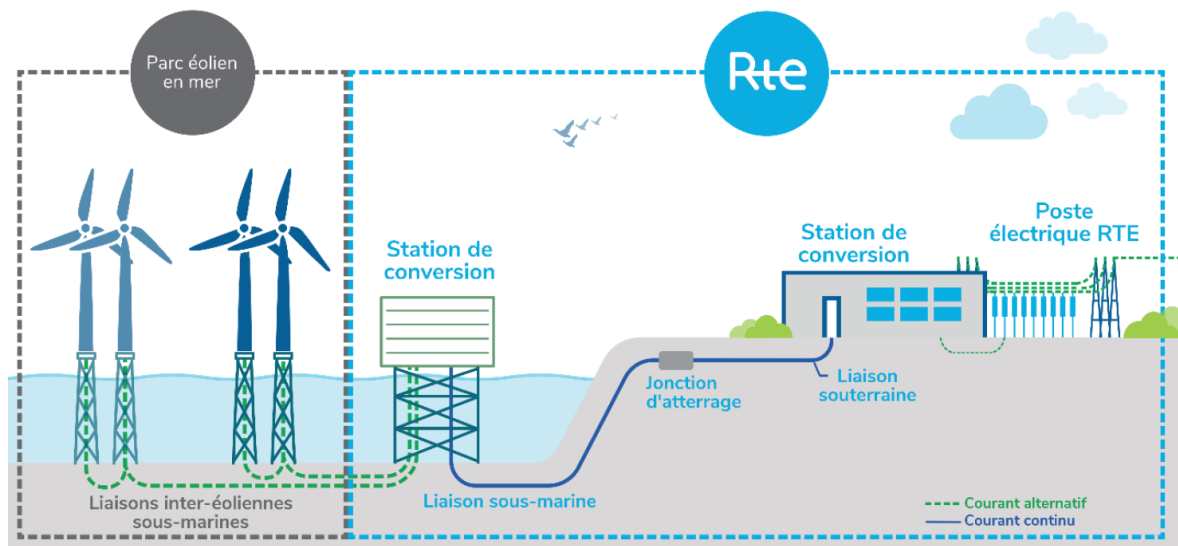 Parc éolien
en mer
Rte
Station de
conversion
Station de
conversion
Poste
électrique RTE
Jonction
d'atterrage
Liaison
souterraine
Liaisons inter-éoliennes
sous-marines
Liaison sous-marine
Courant alternatif
Courant continu